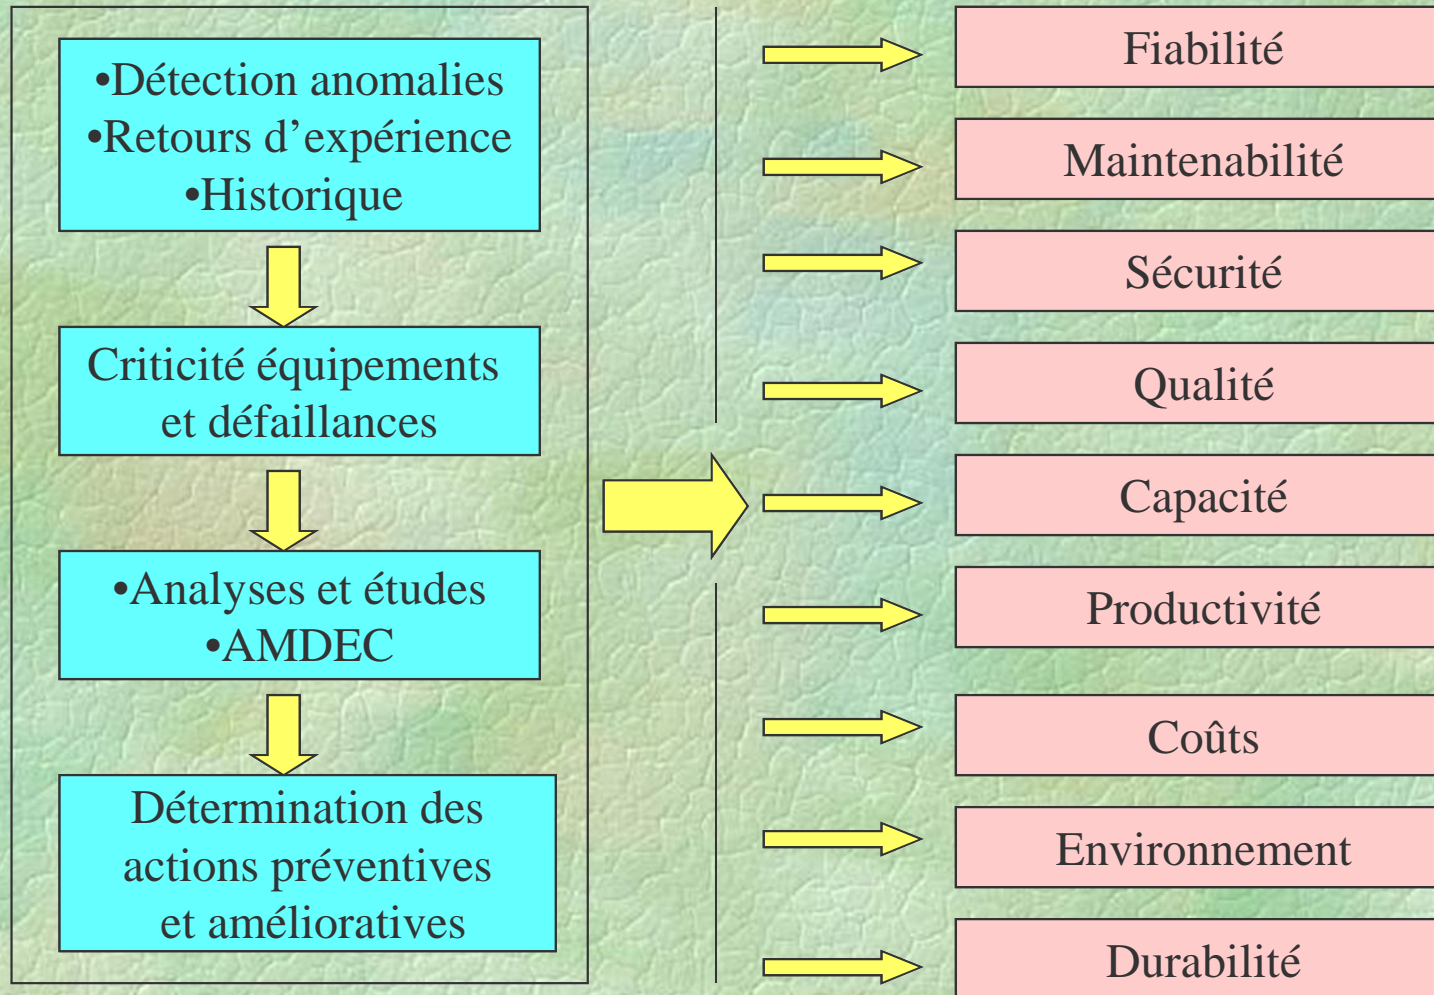 •Détection anomalies
•Retours d’expérience
•Historique
Criticité équipements
et défaillances
•Analyses et études
•AMDEC
Détermination des
actions préventives
et amélioratives
Fiabilité
Maintenabilité
Sécurité
Qualité
Capacité
Productivité
Coûts
Environnement
Durabilité